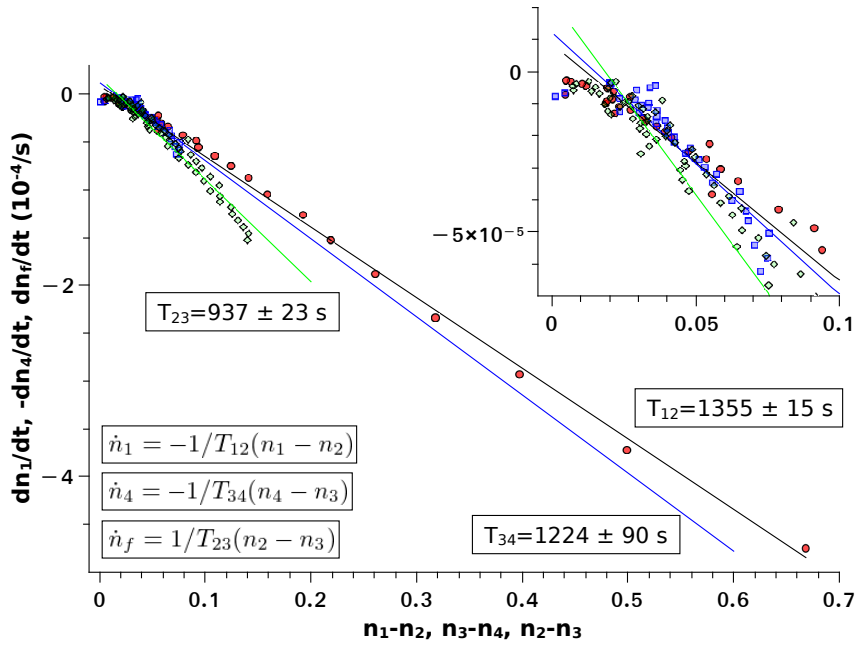 0
−5×10⁻⁵
0 0.05 0.1
dn₁/dt, -dn₄/dt, dn_f/dt (10⁻⁴/s)
0
−2
−4
T₂₃=937 ± 23 s
T₁₂=1355 ± 15 s
T₃₄=1224 ± 90 s
ṅ₁ = −1/T₁₂(n₁ − n₂)
ṅ₄ = −1/T₃₄(n₄ − n₃)
ṅ_f = 1/T₂₃(n₂ − n₃)
0 0.1 0.2 0.3 0.4 0.5 0.6 0.7
n₁-n₂, n₃-n₄, n₂-n₃